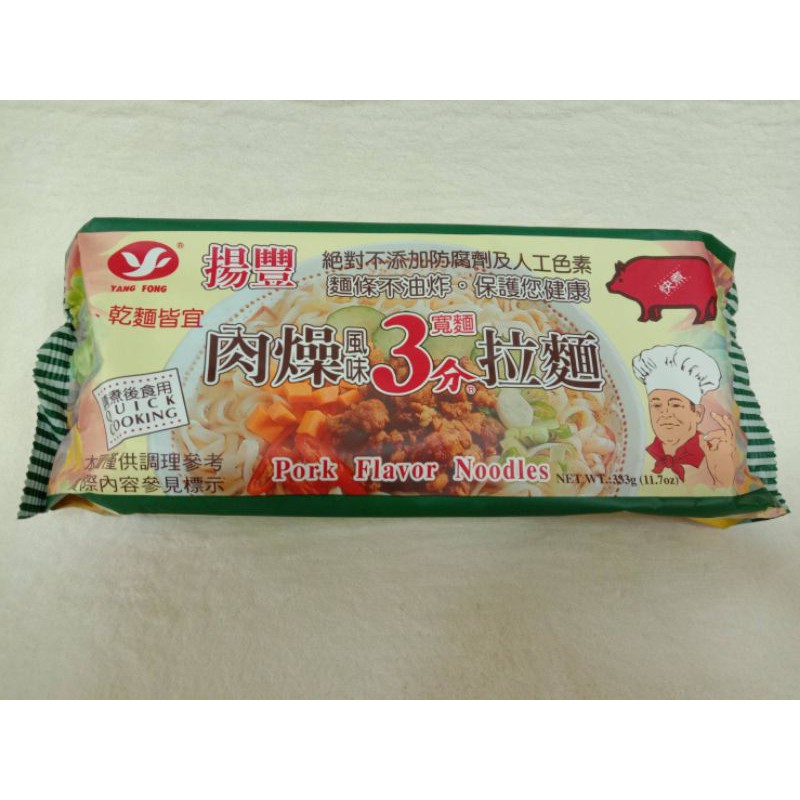 YANG FONG
®
揚豐
絕對不添加防腐劑及人工色素
麵條不油炸。保護您健康
快煮
乾麵皆宜
肉燥風味3分拉麵
寬麵
®
煮後食用
QUICK
COOKING
僅供調理參考
際內容參見標示
Pork Flavor Noodles
NET WT.:333g (11.7oz)